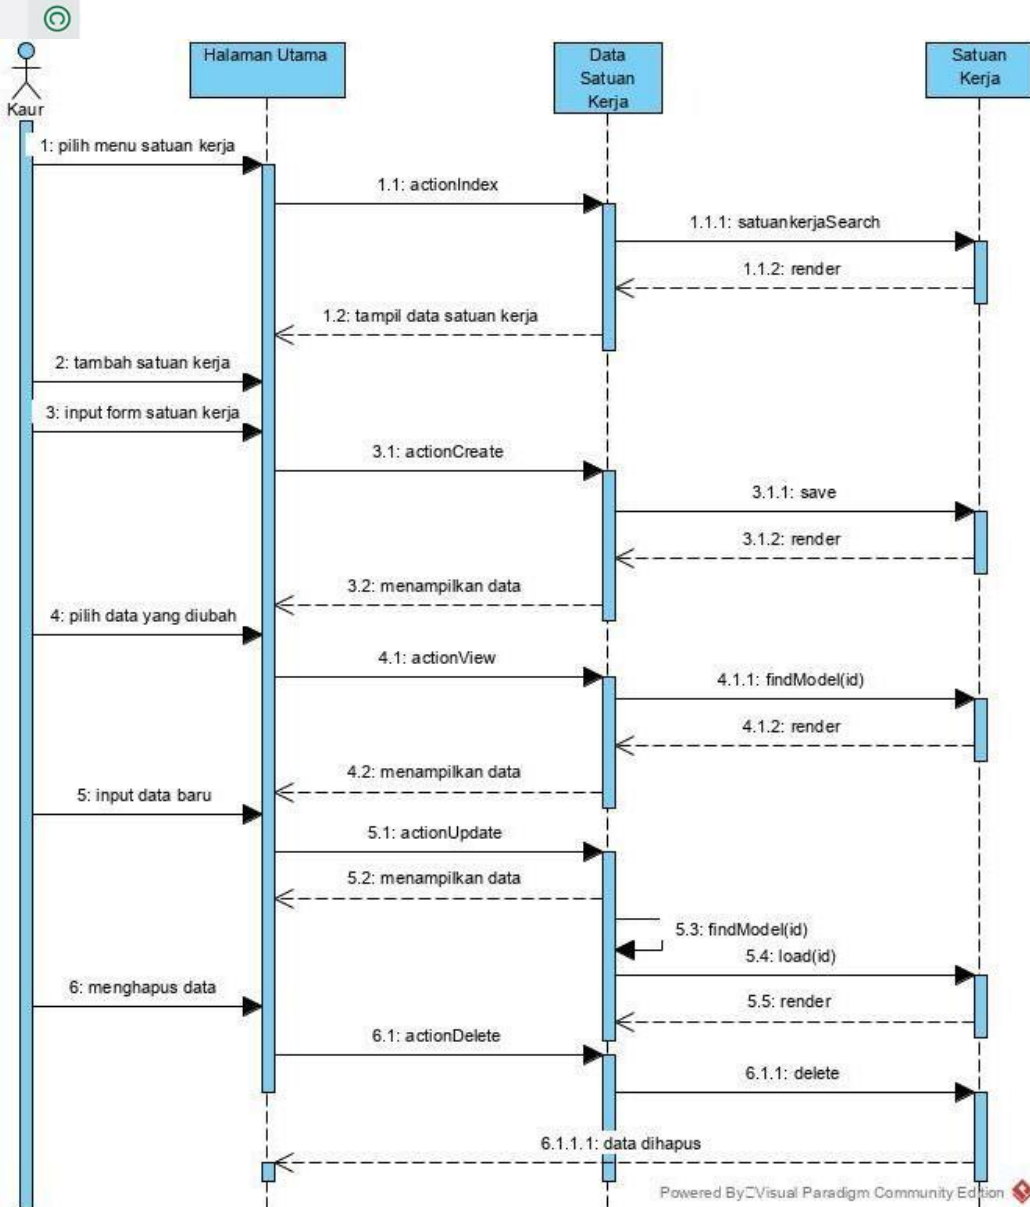 ©
Halaman Utama
Data
Satuan
Kerja
Satuan
Kerja
Kaur
1: pilih menu satuan kerja
1.1: actionIndex
1.1.1: satuankerjaSearch
1.1.2: render
1.2: tampil data satuan kerja
2: tambah satuan kerja
3: input form satuan kerja
3.1: actionCreate
3.1.1: save
3.1.2: render
3.2: menampilkan data
4: pilih data yang diubah
4.1: actionView
4.1.1: findModel(id)
4.1.2: render
4.2: menampilkan data
5: input data baru
5.1: actionUpdate
5.2: menampilkan data
5.3: findModel(id)
5.4: load(id)
5.5: render
6: menghapus data
6.1: actionDelete
6.1.1: delete
6.1.1.1: data dihapus
Powered By Visual Paradigm Community Edition